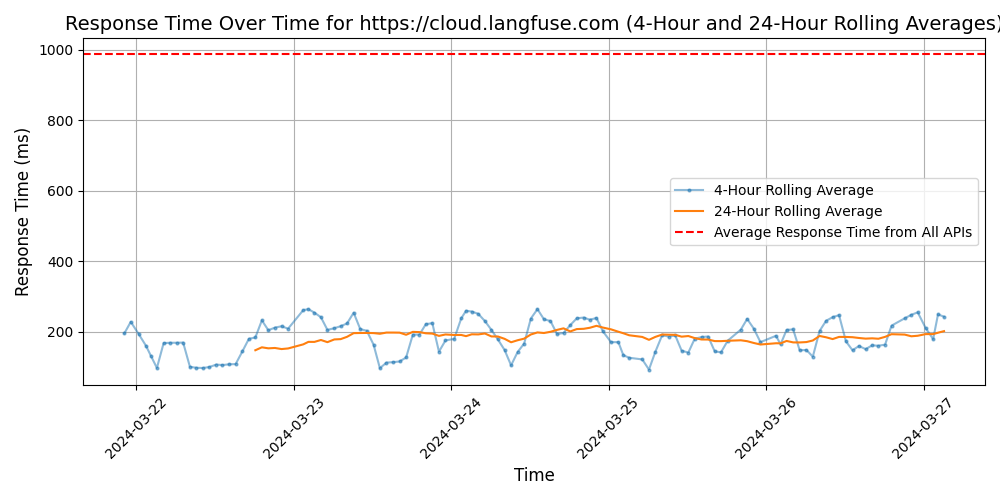 Response Time Over Time for https://cloud.langfuse.com (4-Hour and 24-Hour Rolling Averages)
Response Time (ms)
1000
800
600
400
200
4-Hour Rolling Average
24-Hour Rolling Average
Average Response Time from All APIs
2024-03-22
2024-03-23
2024-03-24
2024-03-25
2024-03-26
2024-03-27
Time